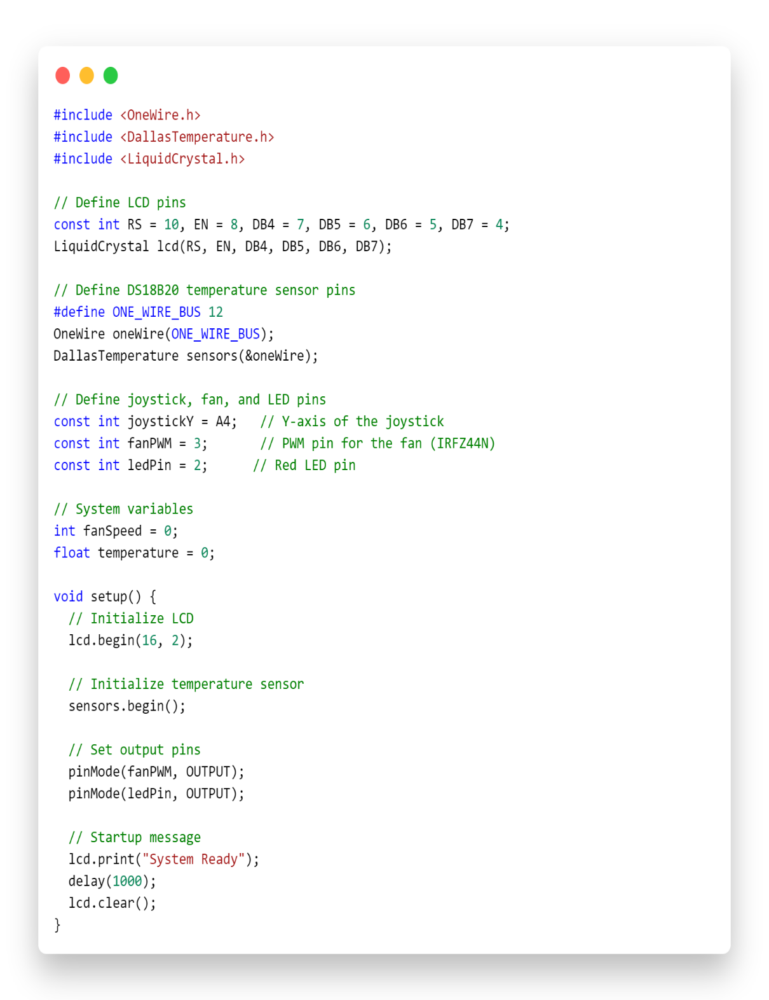 #include <OneWire.h>
#include <DallasTemperature.h>
#include <LiquidCrystal.h>

// Define LCD pins
const int RS = 10, EN = 8, DB4 = 7, DB5 = 6, DB6 = 5, DB7 = 4;
LiquidCrystal lcd(RS, EN, DB4, DB5, DB6, DB7);

// Define DS18B20 temperature sensor pins
#define ONE_WIRE_BUS 12
OneWire oneWire(ONE_WIRE_BUS);
DallasTemperature sensors(&oneWire);

// Define joystick, fan, and LED pins
const int joystickY = A4;   // Y-axis of the joystick
const int fanPWM = 3;       // PWM pin for the fan (IRFZ44N)
const int ledPin = 2;      // Red LED pin

// System variables
int fanSpeed = 0;
float temperature = 0;

void setup() {
  // Initialize LCD
  lcd.begin(16, 2);

  // Initialize temperature sensor
  sensors.begin();

  // Set output pins
  pinMode(fanPWM, OUTPUT);
  pinMode(ledPin, OUTPUT);

  // Startup message
  lcd.print("System Ready");
  delay(1000);
  lcd.clear();
}